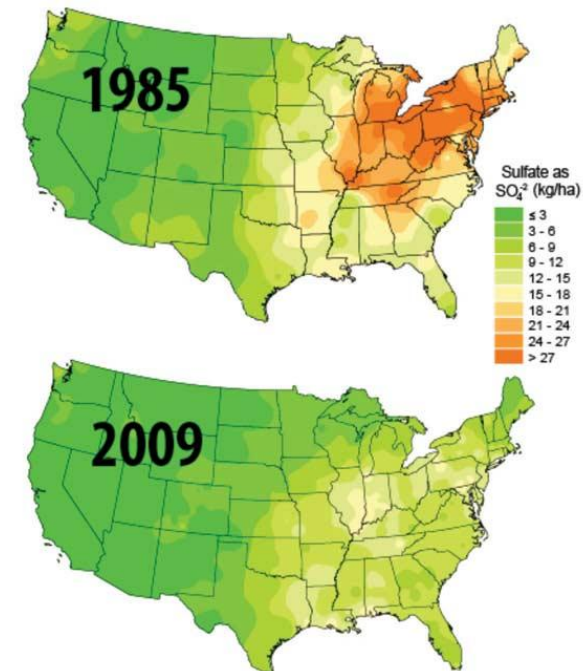 1985
Sulfate as
SO₄⁻² (kg/ha)
≤ 3
3 - 6
6 - 9
9 - 12
12 - 15
15 - 18
18 - 21
21 - 24
24 - 27
> 27
2009